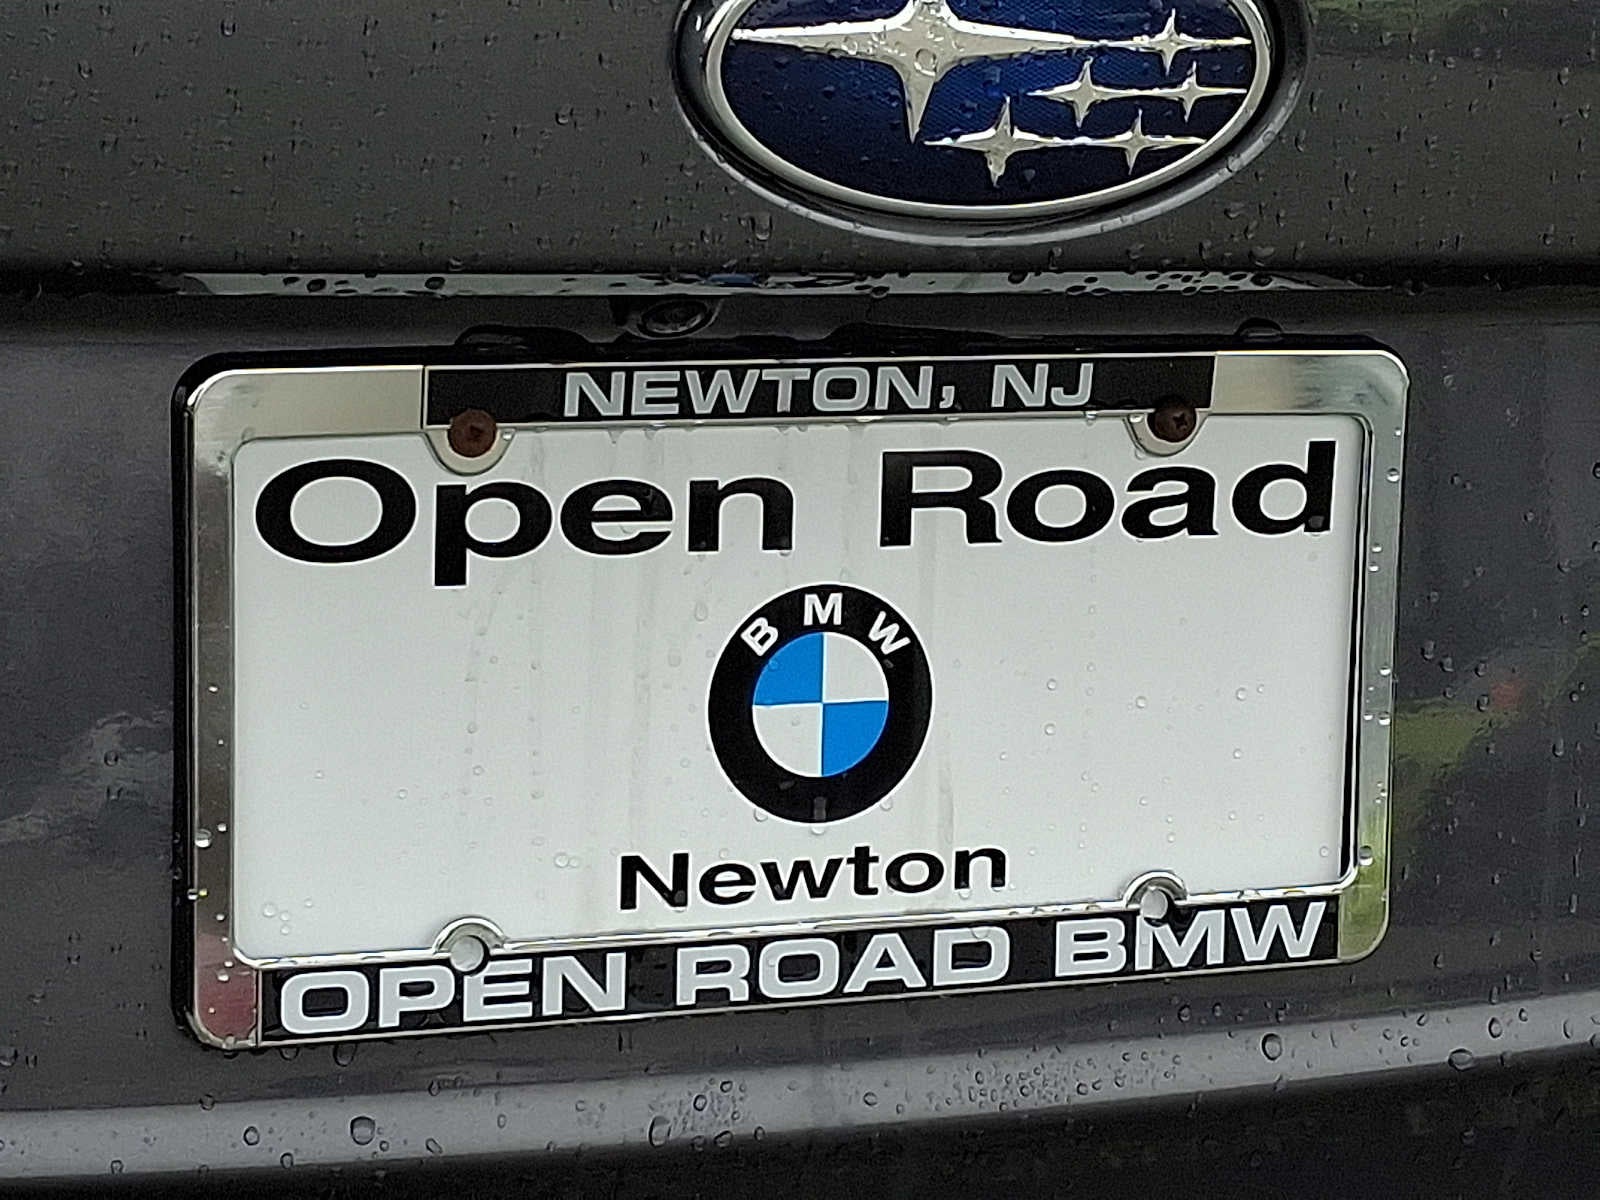 NEWTON, NJ
Open Road
BMW
Newton
OPEN ROAD BMW